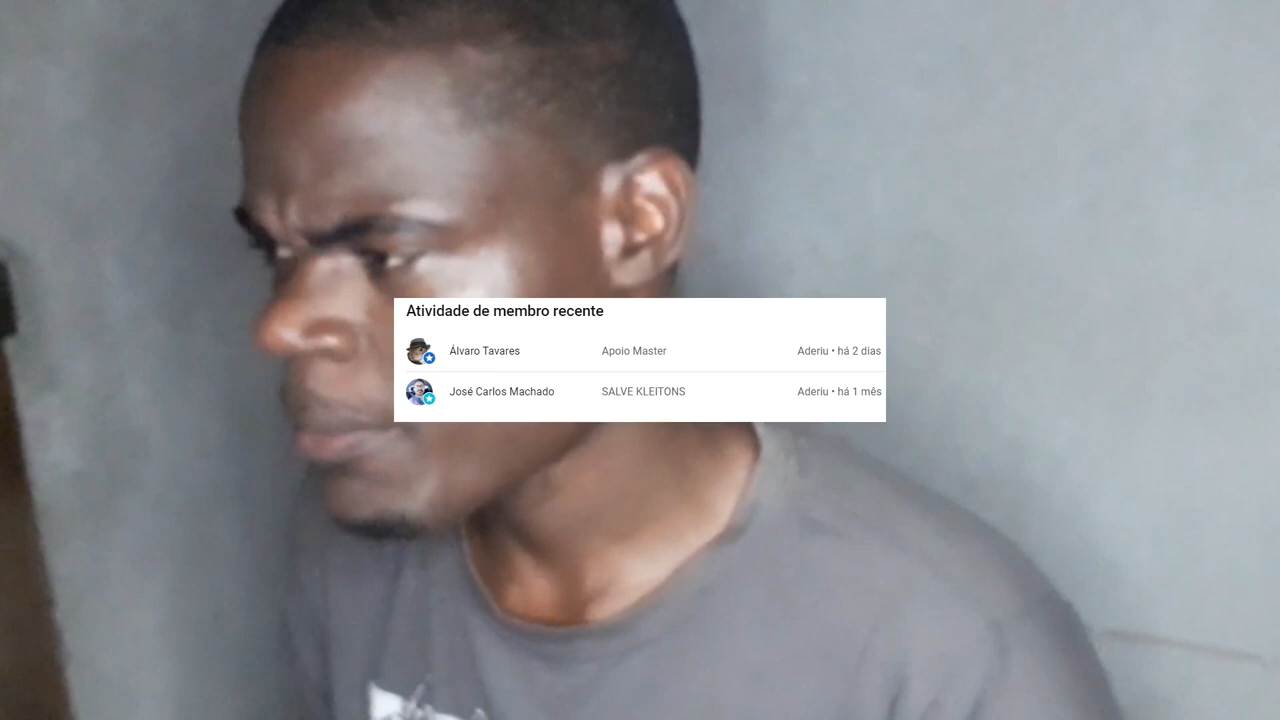 Atividade de membro recente
Álvaro Tavares Apoio Master Aderiu • há 2 dias
José Carlos Machado SALVE KLEITONS Aderiu • há 1 mês